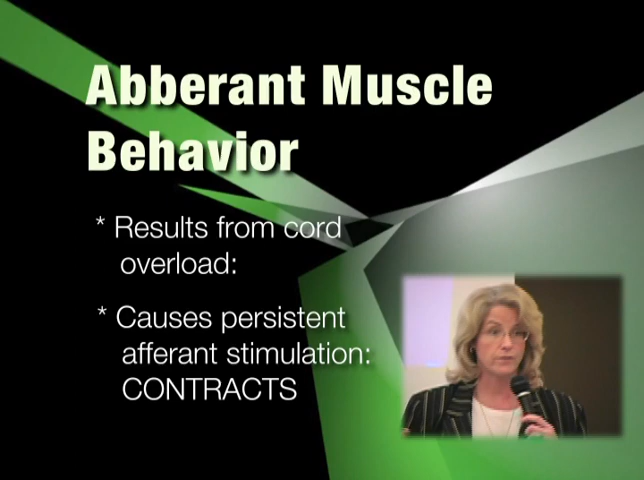 Abberant Muscle
Behavior
* Results from cord
overload:
* Causes persistent
afferant stimulation:
CONTRACTS